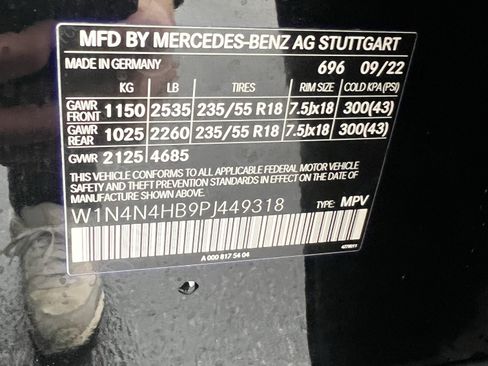 MFD BY MERCEDES-BENZ AG STUTTGART
MADE IN GERMANY 696 09/22
KG LB TIRES RIM SIZE COLD KPA (PSI)
GAWR FRONT 1150 2535 235/55 R18 7.5Jx18 300(43)
GAWR REAR 1025 2260 235/55 R18 7.5Jx18 300(43)
GVWR 2125 4685
THIS VEHICLE CONFORMS TO ALL APPLICABLE FEDERAL MOTOR VEHICLE
SAFETY AND THEFT PREVENTION STANDARDS IN EFFECT ON THE DATE OF
MANUFACTURE SHOWN ABOVE.
W1N4N4HB9PJ449318 TYPE: MPV
A 000 817 54 04